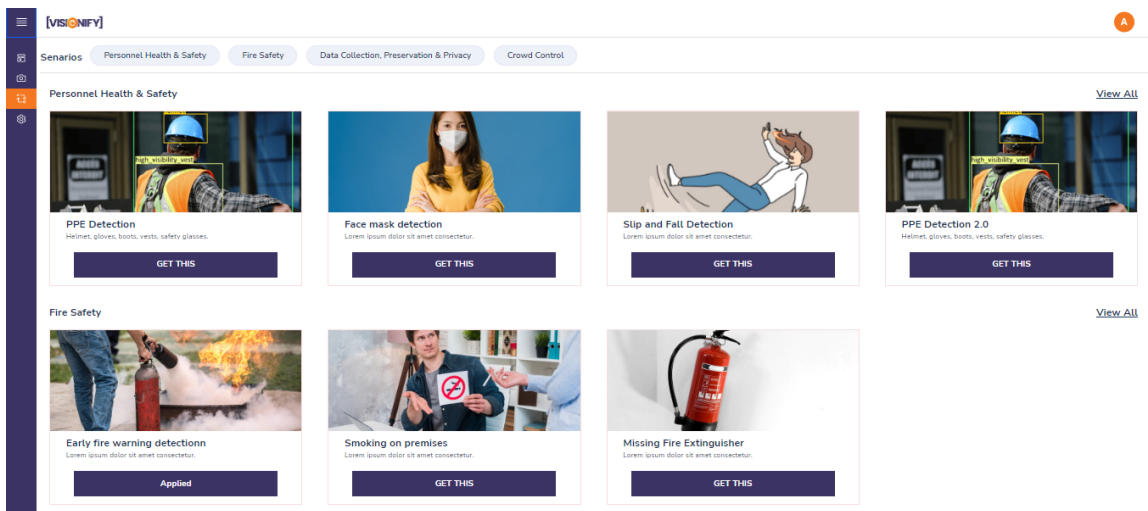 [VISIONIFY]
A
Senarios
Personnel Health & Safety
Fire Safety
Data Collection, Preservation & Privacy
Crowd Control
Personnel Health & Safety
View All
high_visibility_vest
high_visibility_vest
PPE Detection
Helmet, gloves, boots, vests, safety glasses.
GET THIS
Face mask detection
Lorem ipsum dolor sit amet consectetur.
GET THIS
Slip and Fall Detection
Lorem ipsum dolor sit amet consectetur.
GET THIS
PPE Detection 2.0
Helmet, gloves, boots, vests, safety glasses.
GET THIS
Fire Safety
View All
Early fire warning detectionn
Lorem ipsum dolor sit amet consectetur.
Applied
Smoking on premises
Lorem ipsum dolor sit amet consectetur.
GET THIS
Missing Fire Extinguisher
Lorem ipsum dolor sit amet consectetur.
GET THIS